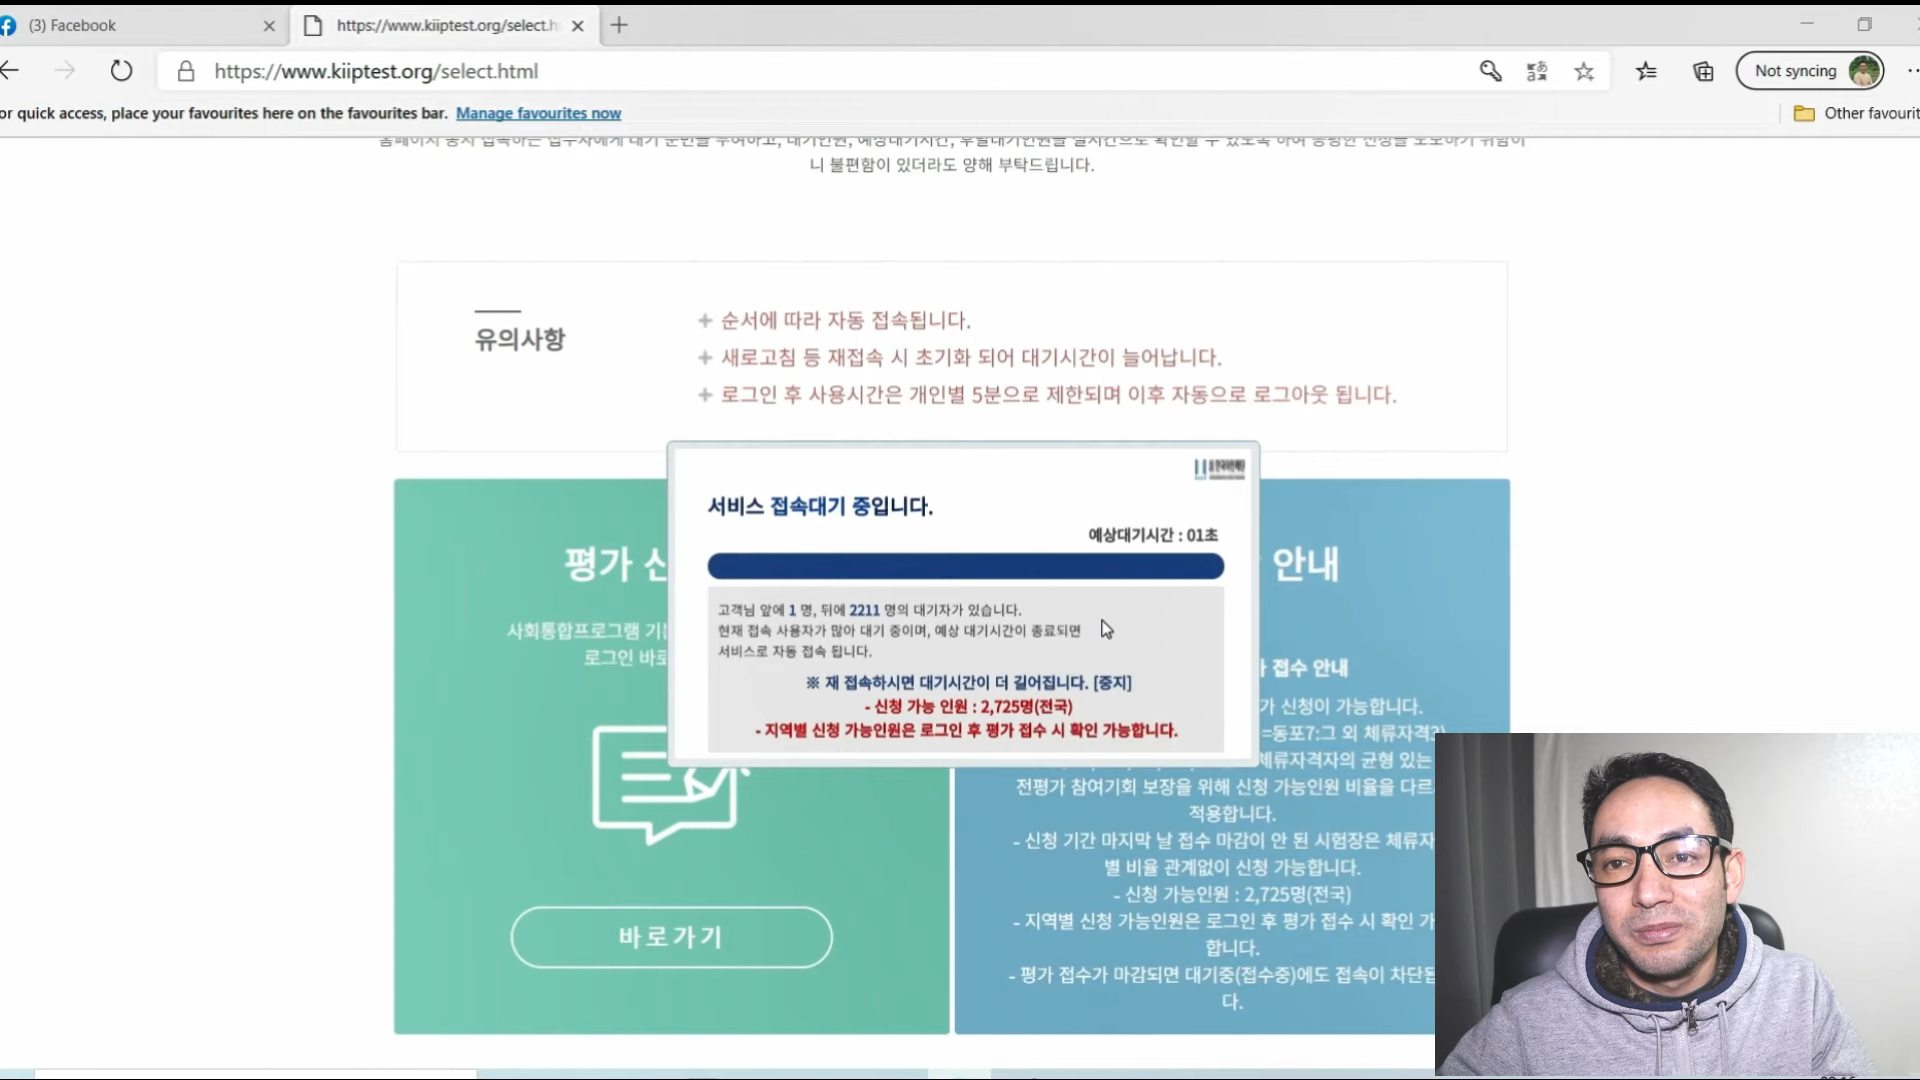 (3) Facebook
https://www.kiiptest.org/select.h
https://www.kiiptest.org/select.html
Not syncing
or quick access, place your favourites here on the favourites bar. Manage favourites now
Other favourit
니 불편함이 있더라도 양해 부탁드립니다.
유의사항
+ 순서에 따라 자동 접속됩니다.
+ 새로고침 등 재접속 시 초기화 되어 대기시간이 늘어납니다.
+ 로그인 후 사용시간은 개인별 5분으로 제한되며 이후 자동으로 로그아웃 됩니다.
서비스 접속대기 중입니다.
예상대기시간 : 01초
고객님 앞에 1 명, 뒤에 2211 명의 대기자가 있습니다.
현재 접속 사용자가 많아 대기 중이며, 예상 대기시간이 종료되면
서비스로 자동 접속 됩니다.
※ 재 접속하시면 대기시간이 더 길어집니다. [중지]
- 신청 가능 인원 : 2,725명(전국)
- 지역별 신청 가능인원은 로그인 후 평가 접수 시 확인 가능합니다.
평가 신
사회통합프로그램 기
로그인 바로
바로가기
안내
접수 안내
가 신청이 가능합니다.
=동포7:그 외 체류자격3)
체류자격자의 균형 있는
전평가 참여기회 보장을 위해 신청 가능인원 비율을 다르
적용합니다.
- 신청 기간 마지막 날 접수 마감이 안 된 시험장은 체류자
별 비율 관계없이 신청 가능합니다.
- 신청 가능인원 : 2,725명(전국)
- 지역별 신청 가능인원은 로그인 후 평가 접수 시 확인 가
합니다.
- 평가 접수가 마감되면 대기중(접수중)에도 접속이 차단됩
다.